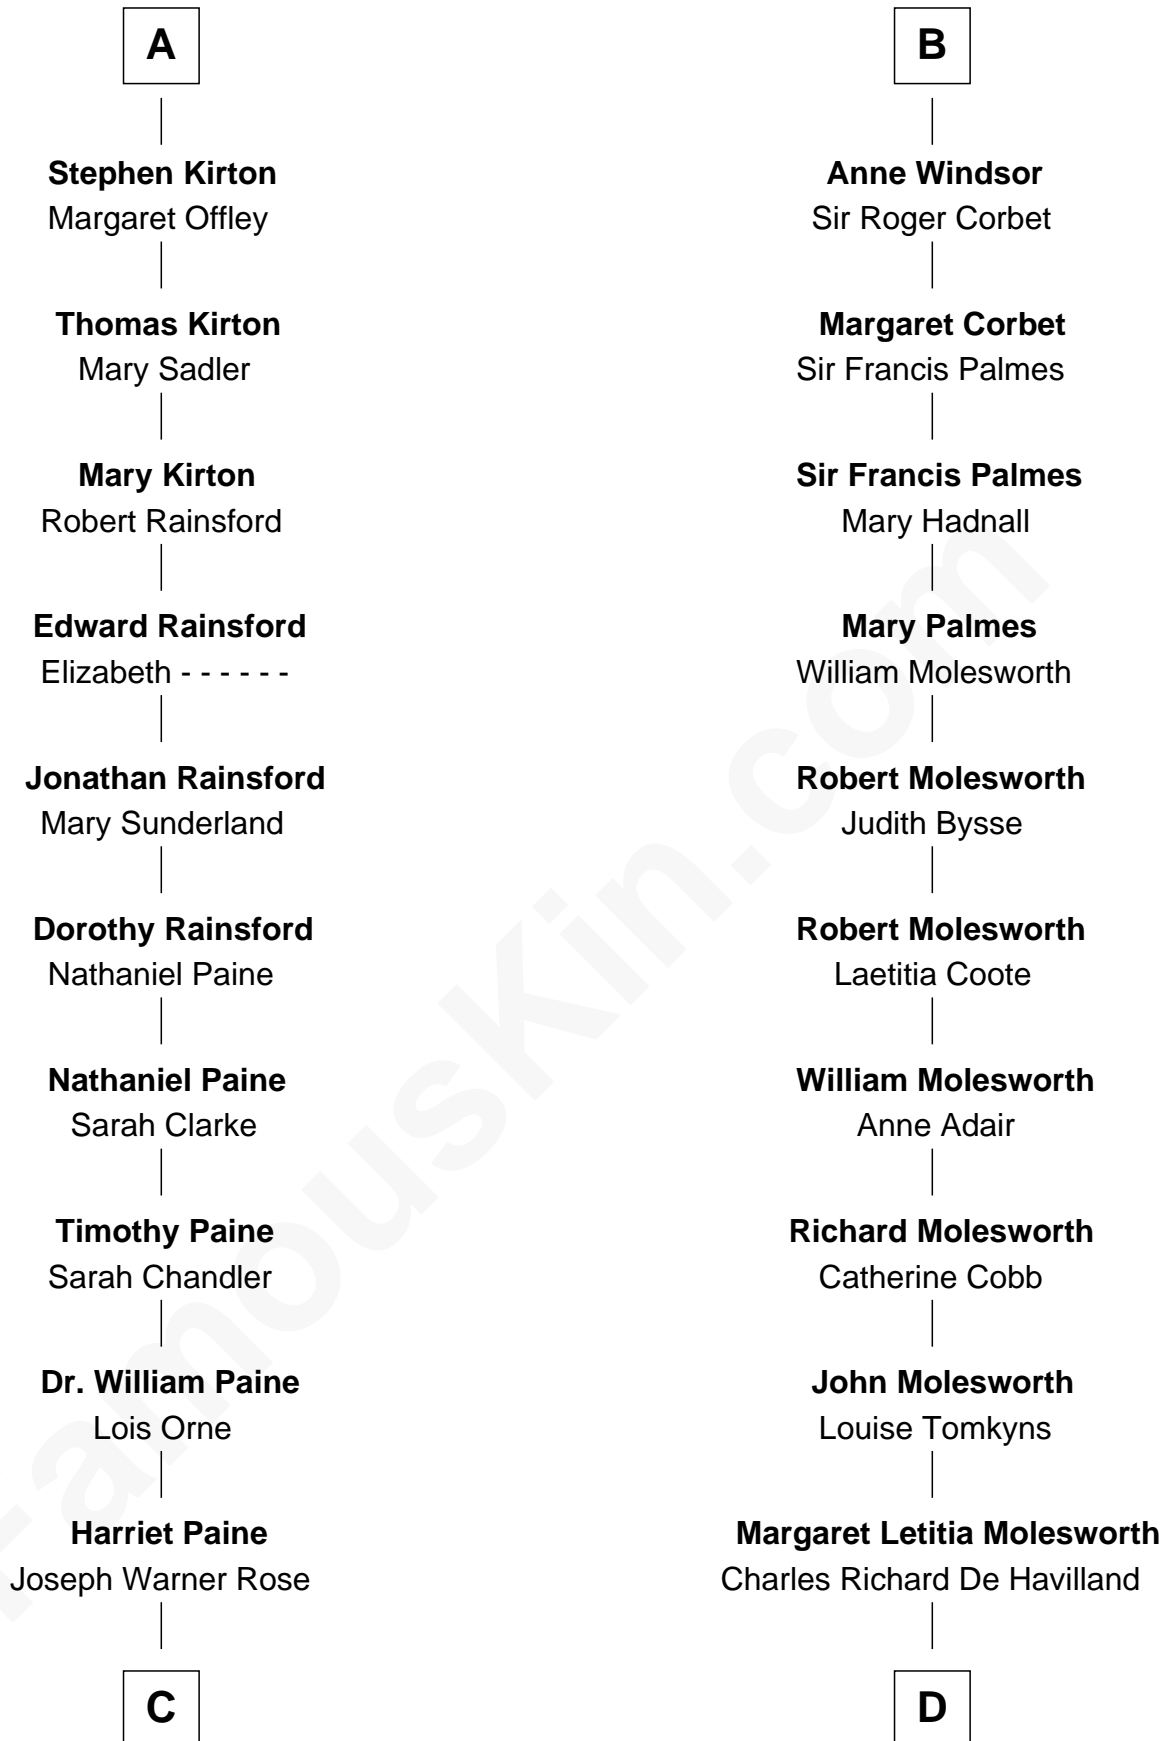 A
Stephen Kirton
Margaret Offley
Thomas Kirton
Mary Sadler
Mary Kirton
Robert Rainsford
Edward Rainsford
Elizabeth - - - - - -
Jonathan Rainsford
Mary Sunderland
Dorothy Rainsford
Nathaniel Paine
Nathaniel Paine
Sarah Clarke
Timothy Paine
Sarah Chandler
Dr. William Paine
Lois Orne
Harriet Paine
Joseph Warner Rose
C
B
Anne Windsor
Sir Roger Corbet
Margaret Corbet
Sir Francis Palmes
Sir Francis Palmes
Mary Hadnall
Mary Palmes
William Molesworth
Robert Molesworth
Judith Bysse
Robert Molesworth
Laetitia Coote
William Molesworth
Anne Adair
Richard Molesworth
Catherine Cobb
John Molesworth
Louise Tomkyns
Margaret Letitia Molesworth
Charles Richard De Havilland
D
FamousKin.com